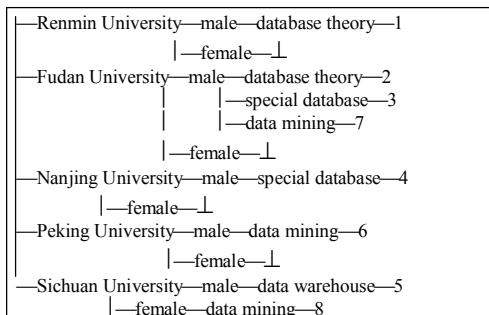 —Renmin University—male—database theory—1
|—female—⊥
—Fudan University—male—database theory—2
| |—special database—3
| |—data mining—7
|—female—⊥
—Nanjing University—male—special database—4
|—female—⊥
—Peking University—male—data mining—6
|—female—⊥
—Sichuan University—male—data warehouse—5
|—female—data mining—8